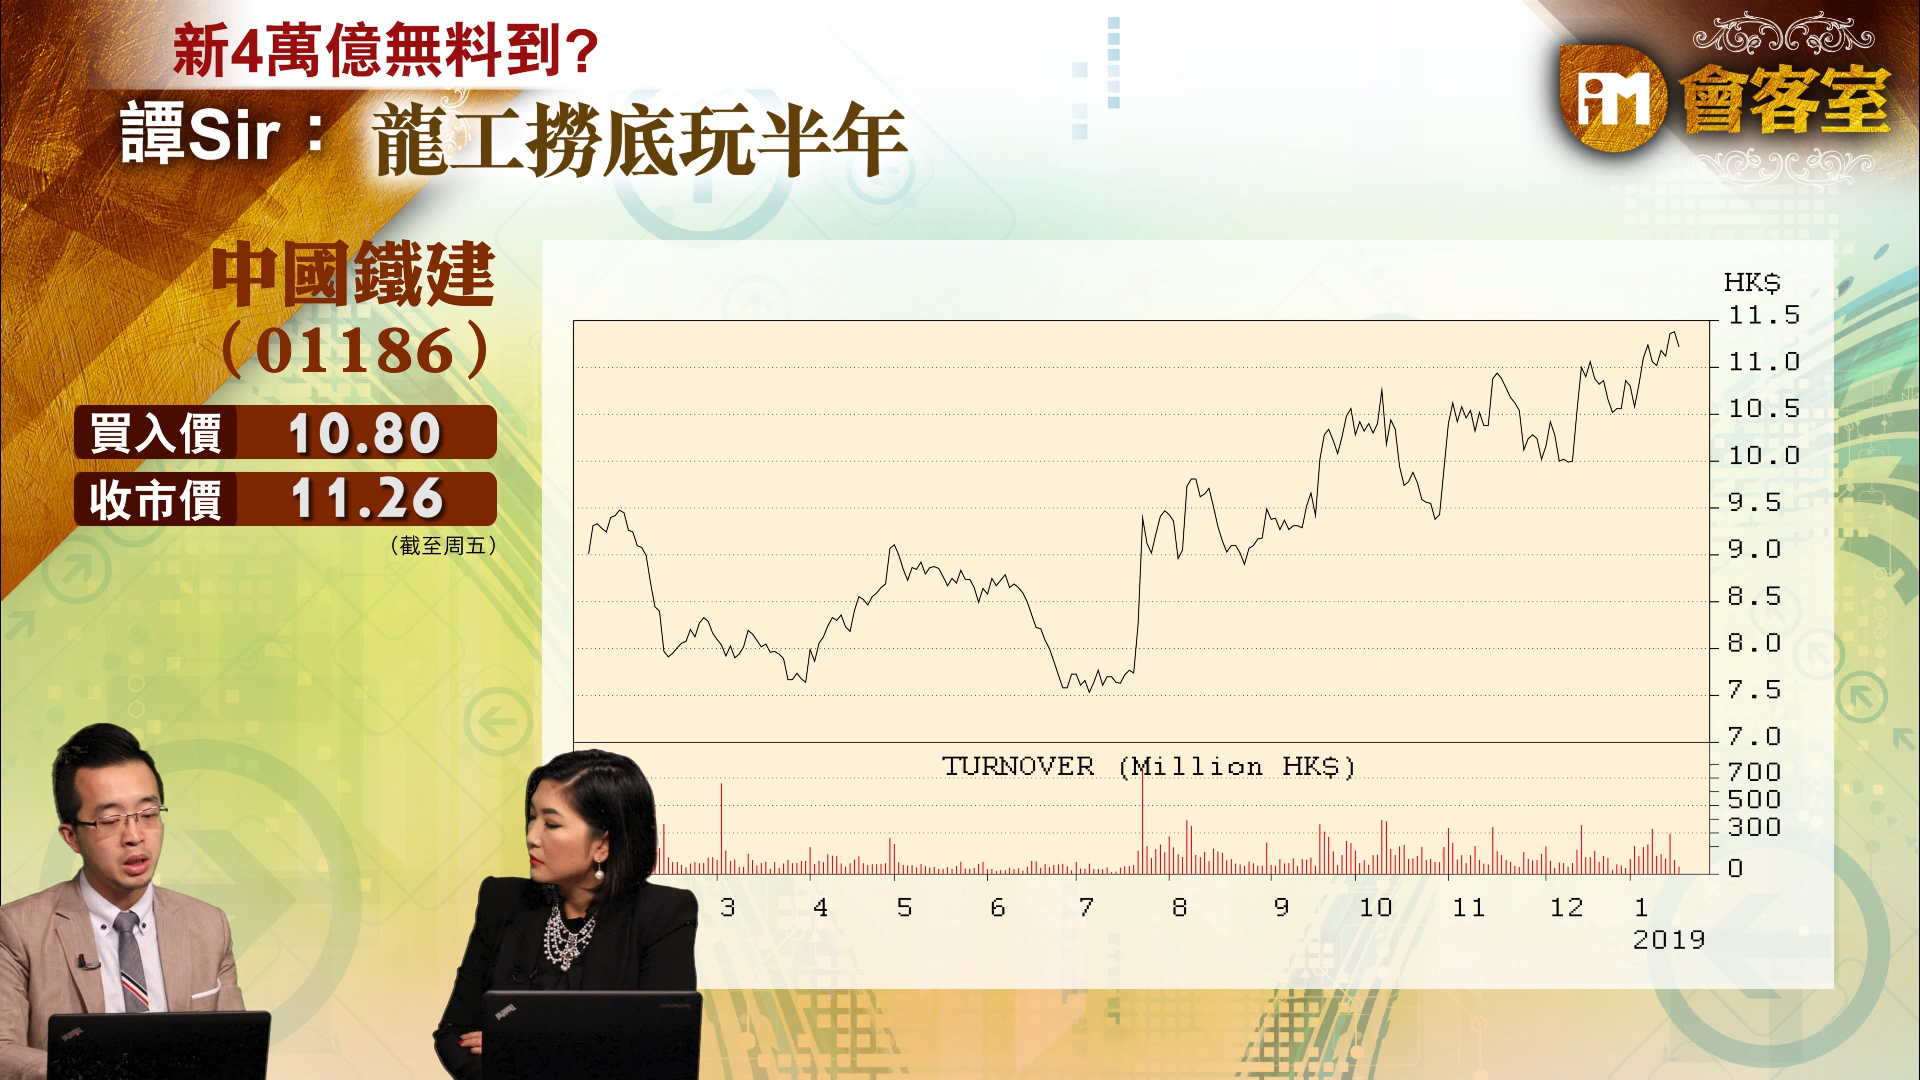 新4萬億無料到?
譚Sir： 龍工撈底玩半年
iM 會客室
中國鐵建
（01186）
買入價 10.80
收市價 11.26
（截至周五）
HK$
11.5
11.0
10.5
10.0
9.5
9.0
8.5
8.0
7.5
7.0
TURNOVER (Million HK$)
700
500
300
0
3 4 5 6 7 8 9 10 11 12 1
2019
ThinkPad